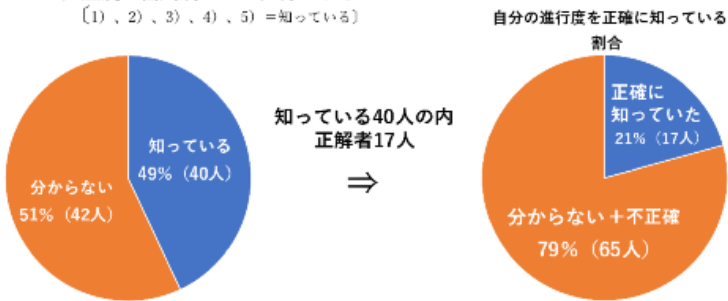 〔1）、2）、3）、4）、5）＝知っている〕
自分の進行度を正確に知っている
割合
知っている
49%（40人）
分からない
51%（42人）
知っている40人の内
正解者17人
⇒
正確に
知っていた
21%（17人）
分からない＋不正確
79%（65人）